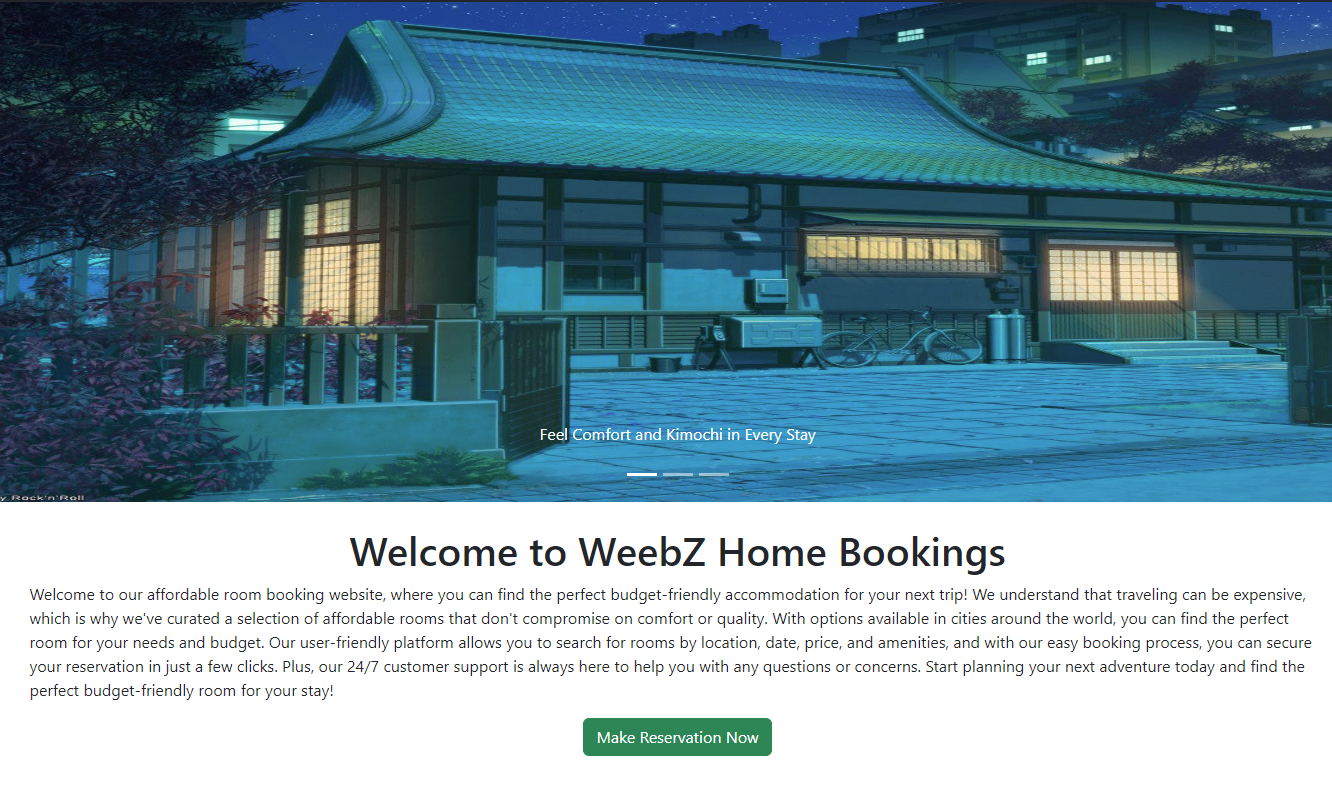 Feel Comfort and Kimochi in Every Stay
y Rock'n'Roll
Welcome to WeebZ Home Bookings
Welcome to our affordable room booking website, where you can find the perfect budget-friendly accommodation for your next trip! We understand that traveling can be expensive,
which is why we've curated a selection of affordable rooms that don't compromise on comfort or quality. With options available in cities around the world, you can find the perfect
room for your needs and budget. Our user-friendly platform allows you to search for rooms by location, date, price, and amenities, and with our easy booking process, you can secure
your reservation in just a few clicks. Plus, our 24/7 customer support is always here to help you with any questions or concerns. Start planning your next adventure today and find the
perfect budget-friendly room for your stay!
Make Reservation Now